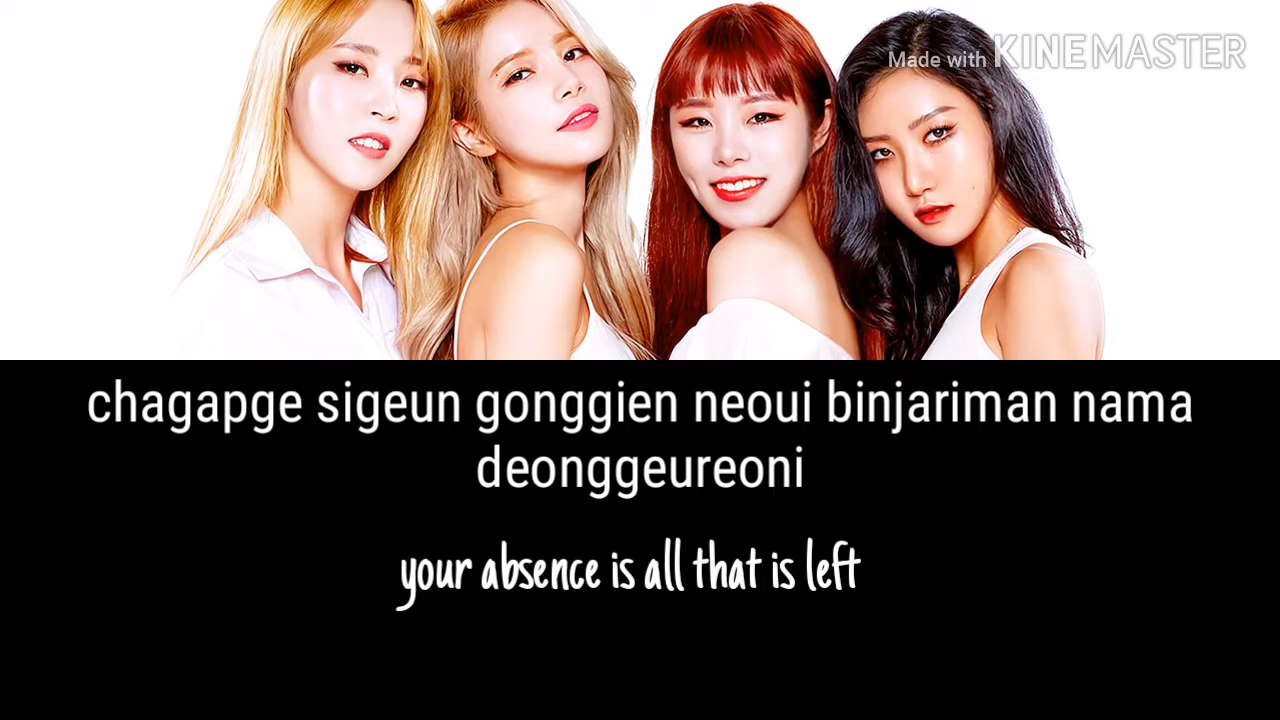 Made with KINEMASTER
chagapge sigeun gonggien neoui binjariman nama
deonggeureoni
your absence is all that is left